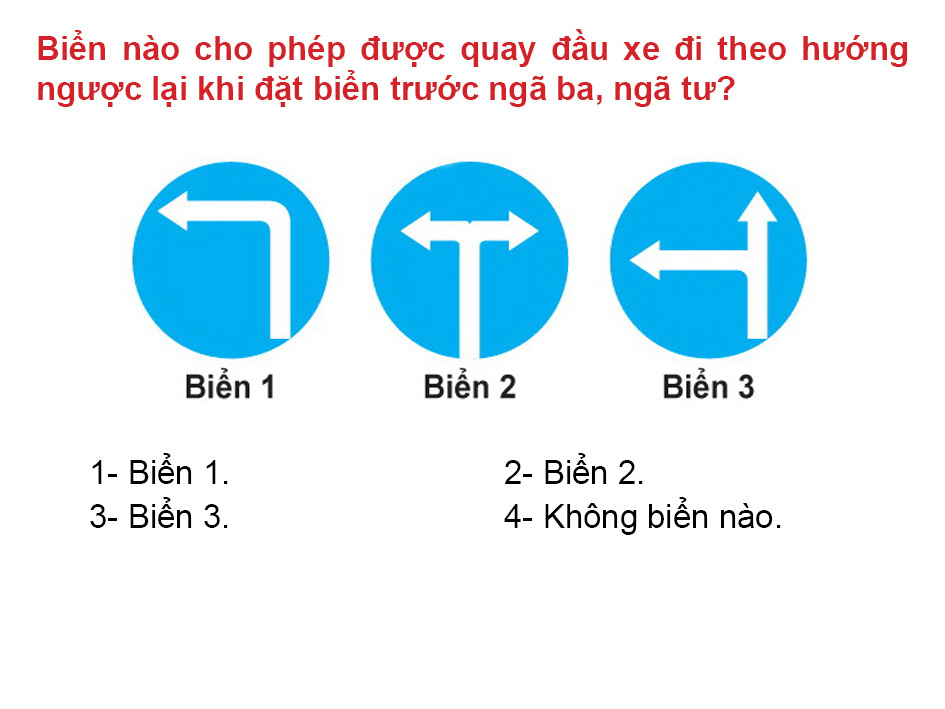 Biển nào cho phép được quay đầu xe đi theo hướng
ngược lại khi đặt biển trước ngã ba, ngã tư?
Biển 1
Biển 2
Biển 3
1- Biển 1.
2- Biển 2.
3- Biển 3.
4- Không biển nào.